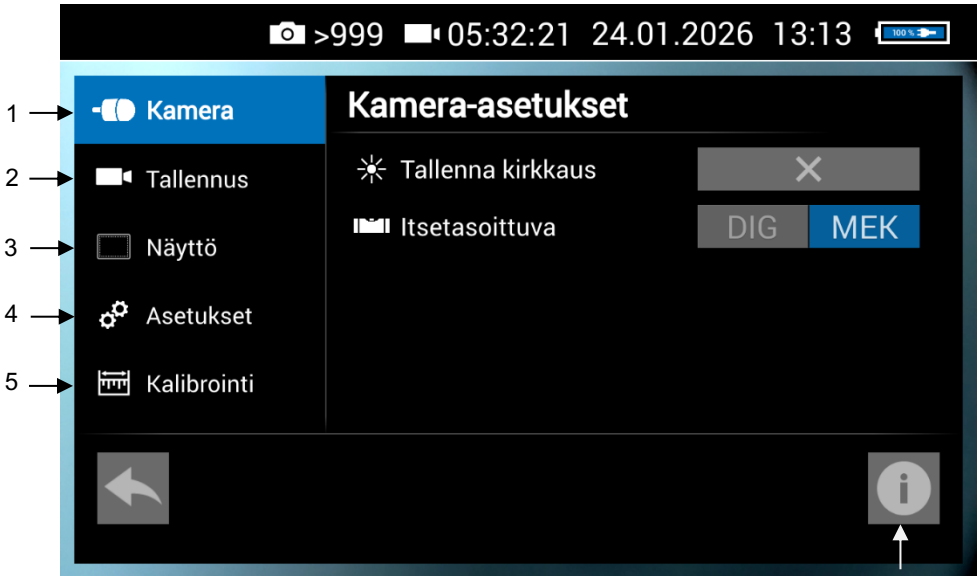 >999 05:32:21 24.01.2026 13:13 100 %
1 Kamera
Kamera-asetukset
Tallenna kirkkaus
2 Tallennus
Itsetasoittuva DIG MEK
3 Näyttö
4 Asetukset
5 Kalibrointi
i